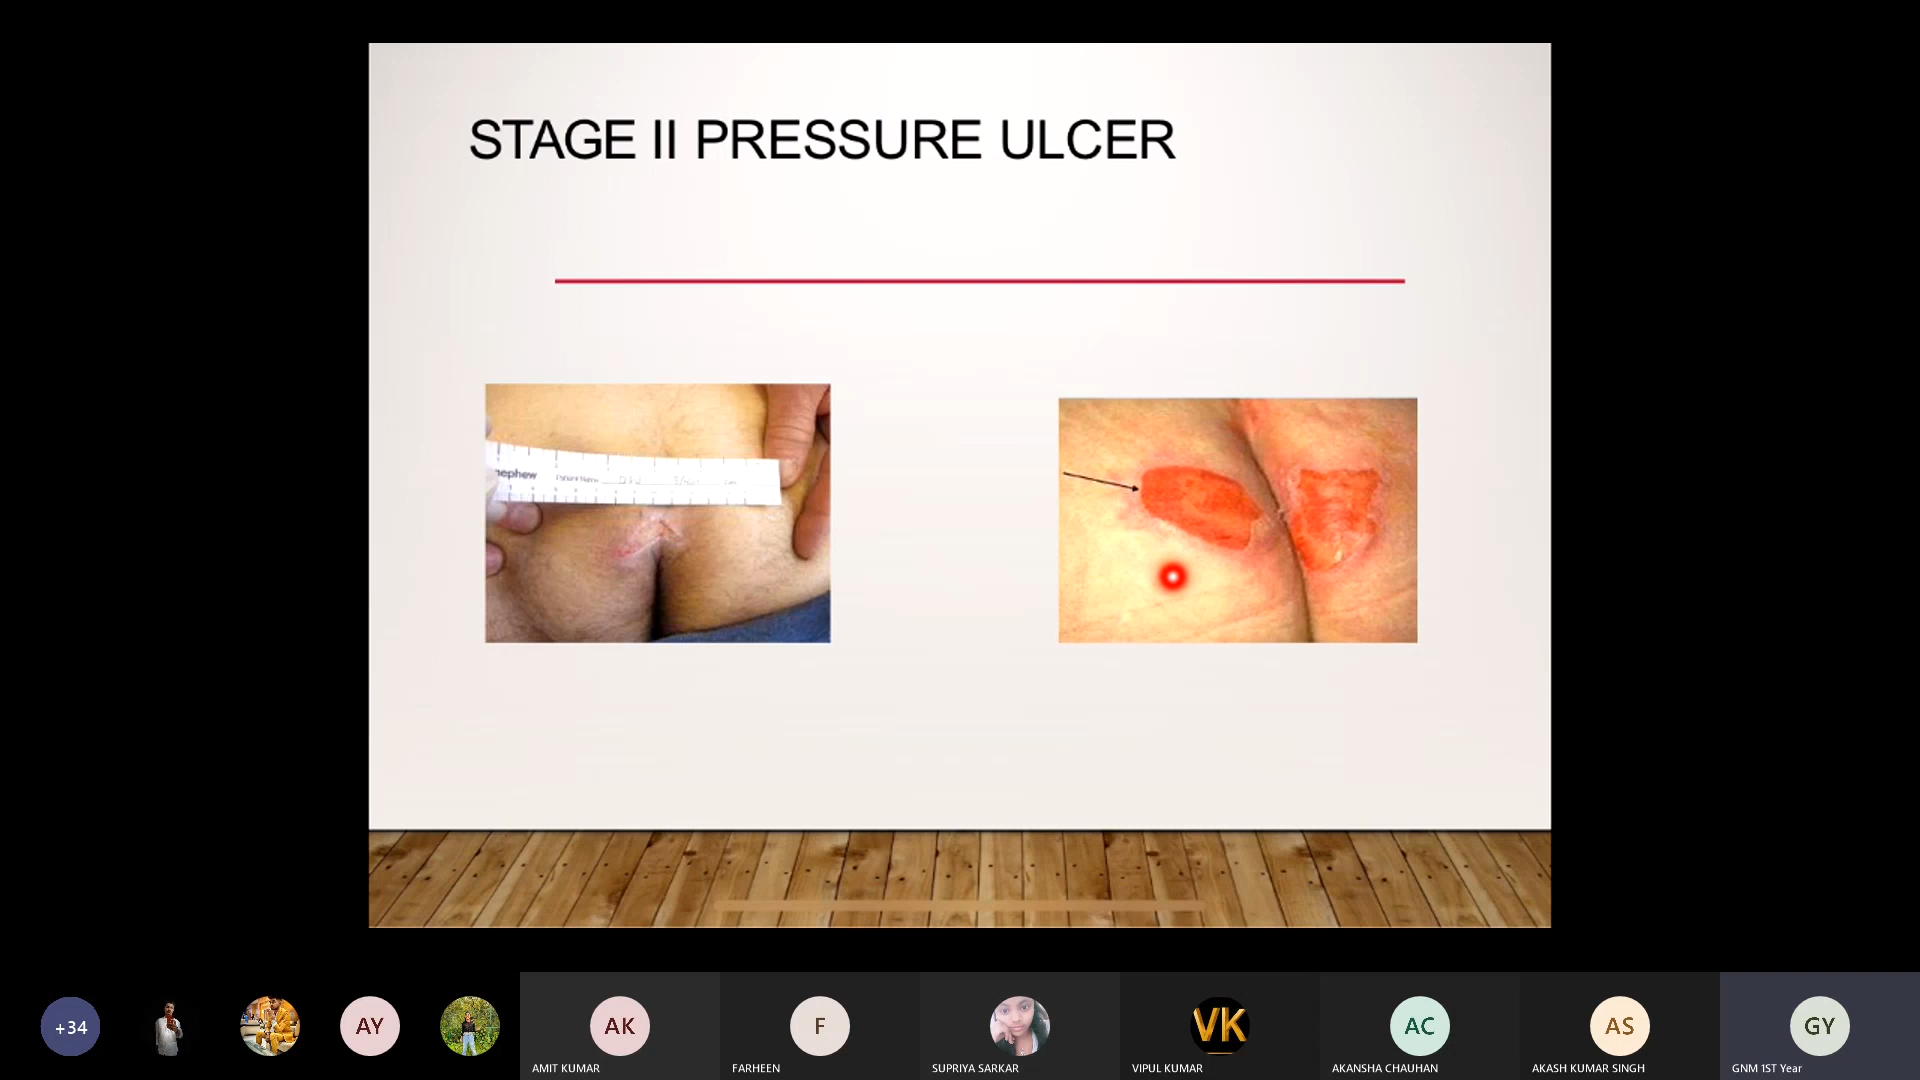 STAGE II PRESSURE ULCER
nephew
+34
AY
AK
F
VK
AC
AS
GY
AMIT KUMAR
FARHEEN
SUPRIYA SARKAR
VIPUL KUMAR
AKANSHA CHAUHAN
AKASH KUMAR SINGH
GNM 1ST Year